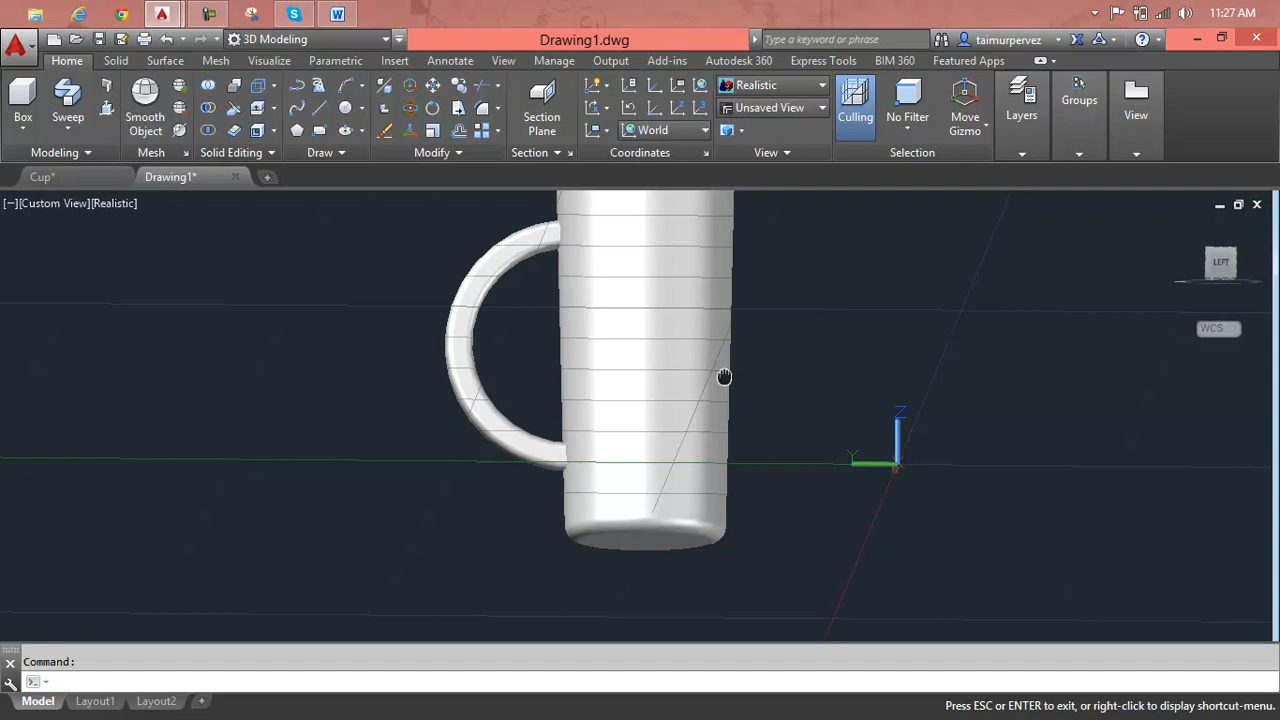 11:27 AM
3D Modeling
Drawing1.dwg
Type a keyword or phrase
taimurpervez
Home Solid Surface Mesh Visualize Parametric Insert Annotate View Manage Output Add-ins Autodesk 360 Express Tools BIM 360 Featured Apps
Realistic
Unsaved View
World
Box
Sweep
Smooth
Object
Section
Plane
Culling
No Filter
Move
Gizmo
Layers
Groups
View
Modeling
Mesh
Solid Editing
Draw
Modify
Section
Coordinates
View
Selection
Cup*
Drawing1*
[−][Custom View][Realistic]
LEFT
WCS
Z
Y
Command:
Model
Layout1
Layout2
Press ESC or ENTER to exit, or right-click to display shortcut-menu.